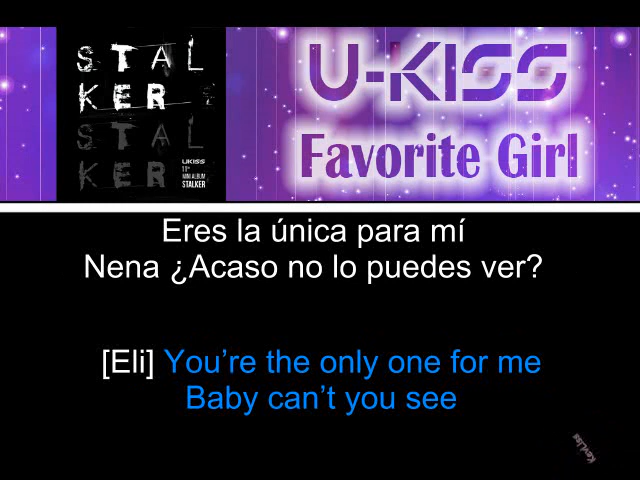 STAL
KER
STAL
KER
UKISS
MINI ALBUM
STALKER
U-KISS
Favorite Girl
Eres la única para mí
Nena ¿Acaso no lo puedes ver?
[Eli] You’re the only one for me
Baby can’t you see